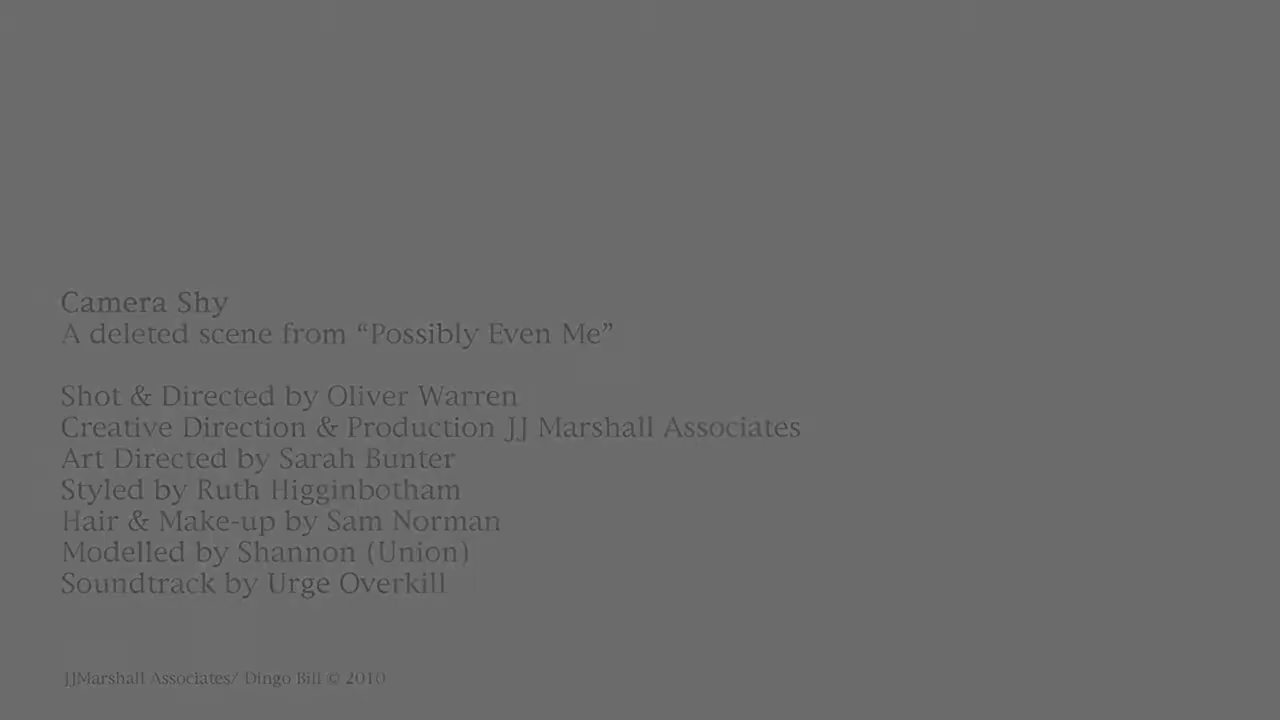 Camera Shy
A deleted scene from “Possibly Even Me”
Shot & Directed by Oliver Warren
Creative Direction & Production JJ Marshall Associates
Art Directed by Sarah Bunter
Styled by Ruth Higginbotham
Hair & Make-up by Sam Norman
Modelled by Shannon (Union)
Soundtrack by Urge Overkill
JJMarshall Associates/ Dingo Bill © 2010